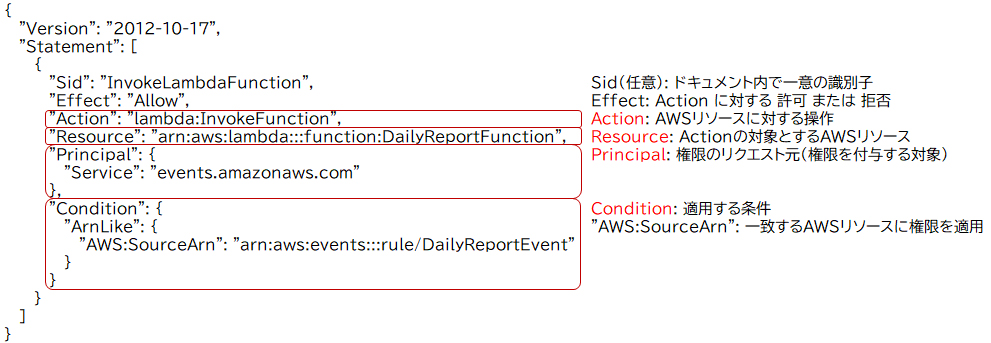 {
"Version": "2012-10-17",
"Statement": [
{
"Sid": "InvokeLambdaFunction", Sid（任意）: ドキュメント内で一意の識別子
"Effect": "Allow", Effect: Action に対する 許可 または 拒否
"Action": "lambda:InvokeFunction", Action: AWSリソースに対する操作
"Resource": "arn:aws:lambda:::function:DailyReportFunction", Resource: Actionの対象とするAWSリソース
"Principal": { Principal: 権限のリクエスト元（権限を付与する対象）
"Service": "events.amazonaws.com"
},
"Condition": { Condition: 適用する条件
"ArnLike": { "AWS:SourceArn": 一致するAWSリソースに権限を適用
"AWS:SourceArn": "arn:aws:events:::rule/DailyReportEvent"
}
}
}
]
}